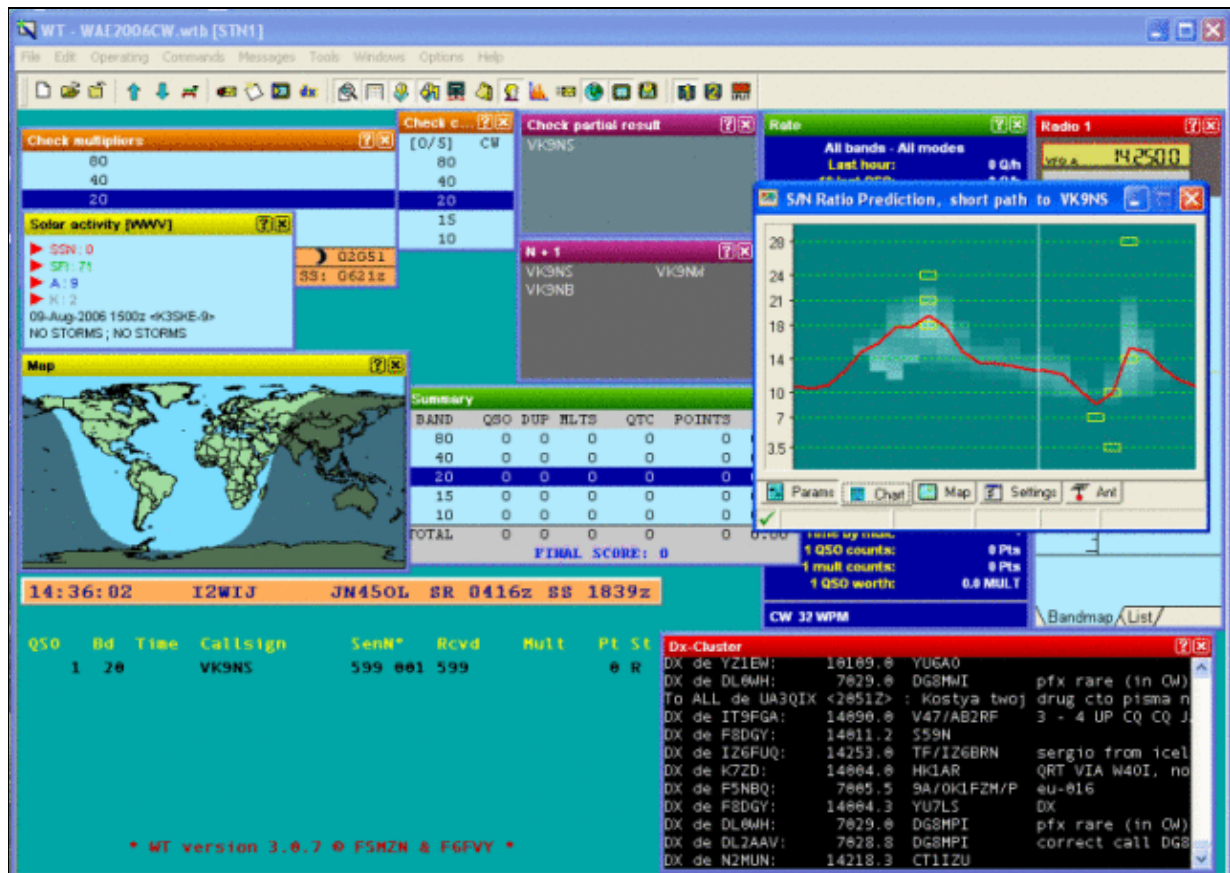 WT - WAE2006CW.wtb [STN1]
File Edit Operating Commands Messages Tools Windows Options Help
Check multipliers
80
40
20
Check c...
[0/S] CW
80
40
20
15
10
Check partial result
VK9NS
Rate
All bands - All modes
Last hour: 0 Q/h
Radio 1
VFO A 14.250.0
Solar activity [WWV]
SSN : 0
SFI : 71
A : 9
K : 2
09-Aug-2006 1500z <K3SKE-9>
NO STORMS ; NO STORMS
0205l
SS: 0621z
N + 1
VK9NS VK9NW
VK9NB
S/N Ratio Prediction, short path to VK9NS
28
24
21
18
14
10
7
3.5
Params Chart Map Settings Ant
Map
Summary
BAND QSO DUP MLTS QTC POINTS
80 0 0 0 0 0
40 0 0 0 0 0
20 0 0 0 0 0
15 0 0 0 0 0
10 0 0 0 0 0
TOTAL 0 0 0 0 0 0.00
FINAL SCORE: 0
1 QSO counts: 0 Pts
1 mult counts: 0 Pts
1 QSO worth: 0.0 MULT
CW 32 WPM
Bandmap List
14:36:02 I2WIJ JN45OL SR 0416z SS 1839z
QSO Bd Time Callsign SenN° Rcvd Mult Pt St
1 20 VK9NS 599 001 599 0 R
* WT version 3.0.7 © F5MZN & F6FVY *
Dx-Cluster
DX de YZ1EW: 10109.0 YU6AO
DX de DL0WH: 7029.0 DG8MWI pfx rare (in CW)
To ALL de UA3QIX <2051Z> : Kostya twoj drug cto pisma n
DX de IT9FGA: 14090.0 V47/AB2RF 3 - 4 UP CQ CQ J
DX de F8DGY: 14011.2 S59N
DX de IZ6FUQ: 14253.0 TF/IZ6BRN sergio from icel
DX de K7ZD: 14004.0 HK1AR QRT VIA W4OI, no
DX de F5NBQ: 7005.5 9A/OK1FZM/P eu-016
DX de F8DGY: 14004.3 YU7LS DX
DX de DL0WH: 7029.0 DG8MPI pfx rare (in CW)
DX de DL2AAV: 7028.8 DG8MPI correct call DG8
DX de N2MUN: 14218.3 CT1IZU